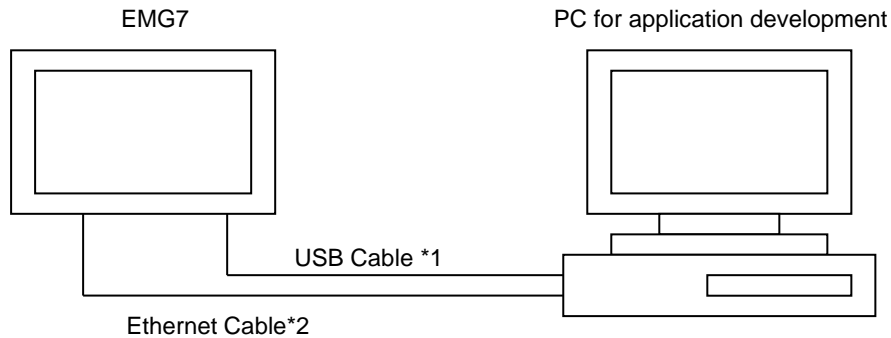 EMG7
PC for application development
USB Cable *1
Ethernet Cable*2